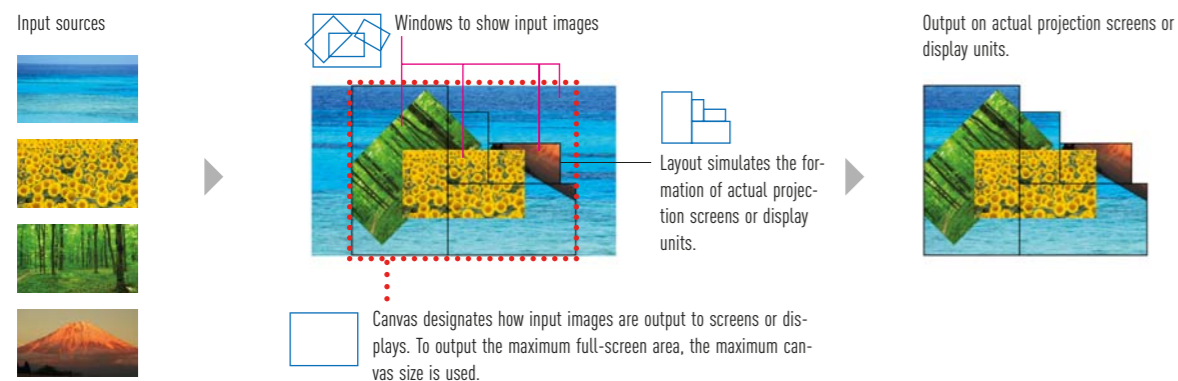 Input sources
Windows to show input images
Layout simulates the for-
mation of actual projec-
tion screens or display
units.
Canvas designates how input images are output to screens or dis-
plays. To output the maximum full-screen area, the maximum can-
vas size is used.
Output on actual projection screens or
display units.